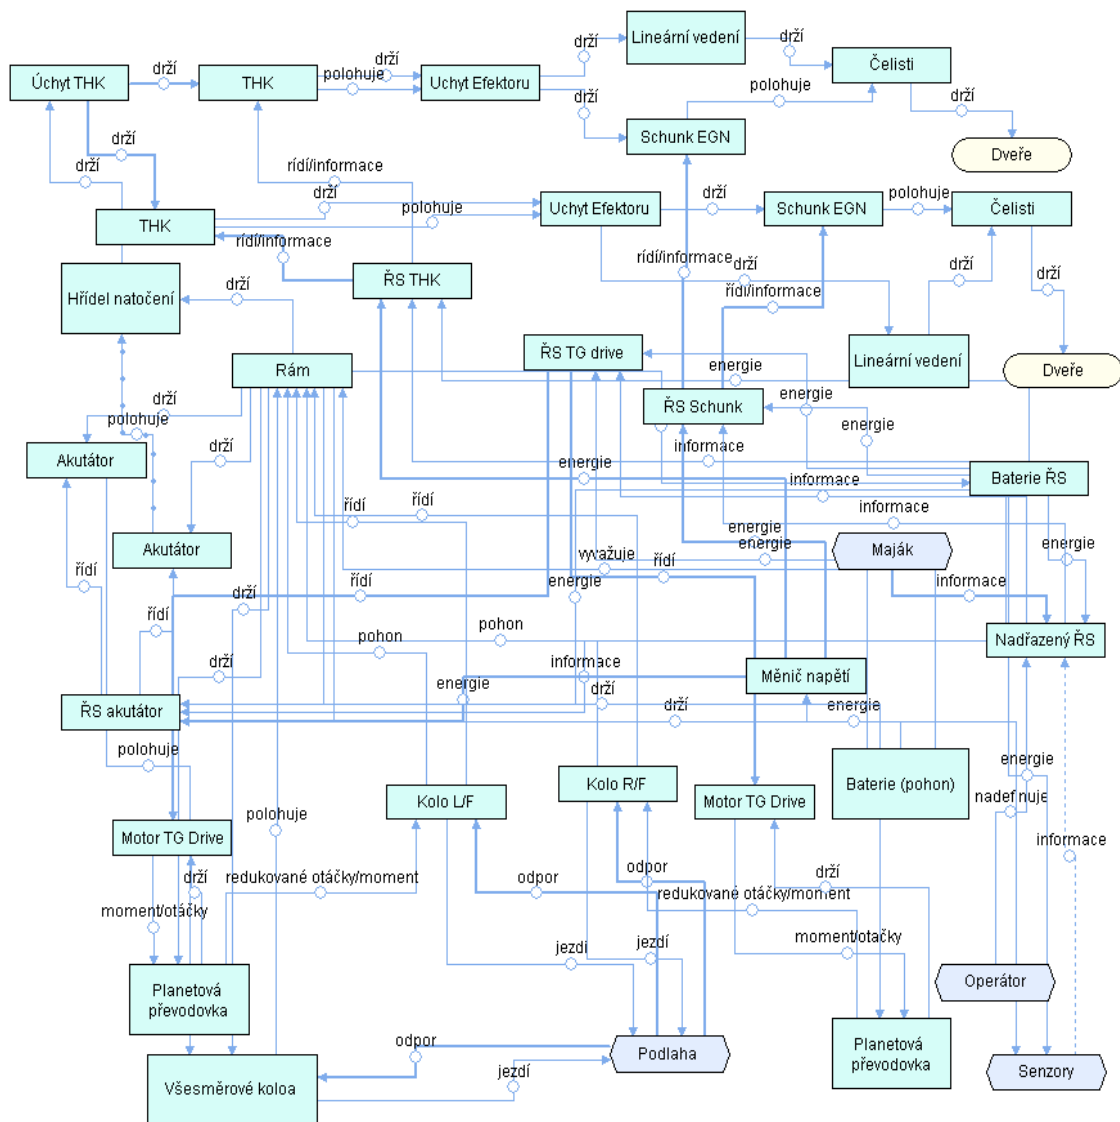 Lineární vedení
drží
drží
drží
Čelisti
drží
polohuje
Úchyt THK
drží
THK
Uchyt Efektoru
polohuje
drží
drží
Schunk EGN
drží
Dveře
drží
drží
rídí/informace
drží
polohuje
Uchyt Efektoru
drží
Schunk EGN
polohuje
Čelisti
THK
rídí/informace
rídí/informace
drží
drží
drží
Hřídel natočení
drží
ŘS THK
řídí/informace
ŘS TG drive
Rám
energie
Lineární vedení
Dveře
drží
energie
ŘS Schunk
polohuje
drží
energie
Akutátor
informace
energie
informace
Baterie ŘS
informace
řídí
řídí
informace
energie
Akutátor
energie
Maják
energie
vyvažuje
řídí
řídí
řídí
energie
drží
informace
řídí
pohon
pohon
Nadřazený ŘS
drží
informace
Měnič napětí
energie
drží
ŘS akutátor
drží
energie
polohuje
energie
Kolo L/F
Kolo R/F
Motor TG Drive
Baterie (pohon)
nadefinuje
polohuje
Motor TG Drive
informace
drží
redukované otáčky/moment
odpor
odpor
drží
redukované otáčky/moment
moment/otáčky
moment/otačky
jezdí
jezdí
Planetová
převodovka
Operátor
odpor
Podlaha
Planetová
převodovka
Senzory
Všesměrové koloa
jezdí